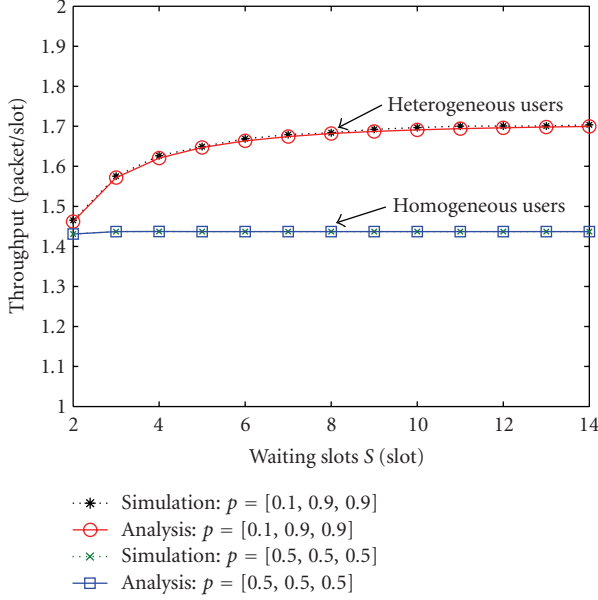 2
1.9
1.8
1.7
1.6
1.5
1.4
1.3
1.2
1.1
1
Throughput (packet/slot)
Heterogeneous users
Homogeneous users
2 4 6 8 10 12 14
Waiting slots S (slot)
Simulation: p = [0.1, 0.9, 0.9]
Analysis: p = [0.1, 0.9, 0.9]
Simulation: p = [0.5, 0.5, 0.5]
Analysis: p = [0.5, 0.5, 0.5]